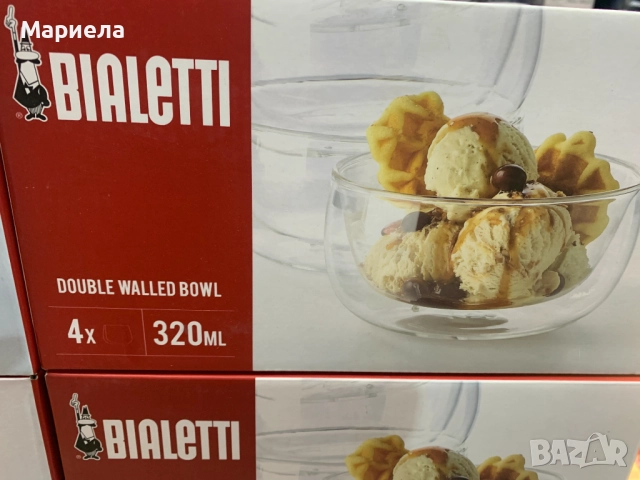 Мариела
BIALETTI
DOUBLE WALLED BOWL
4X 320ML
BIALETTI
BAZAR